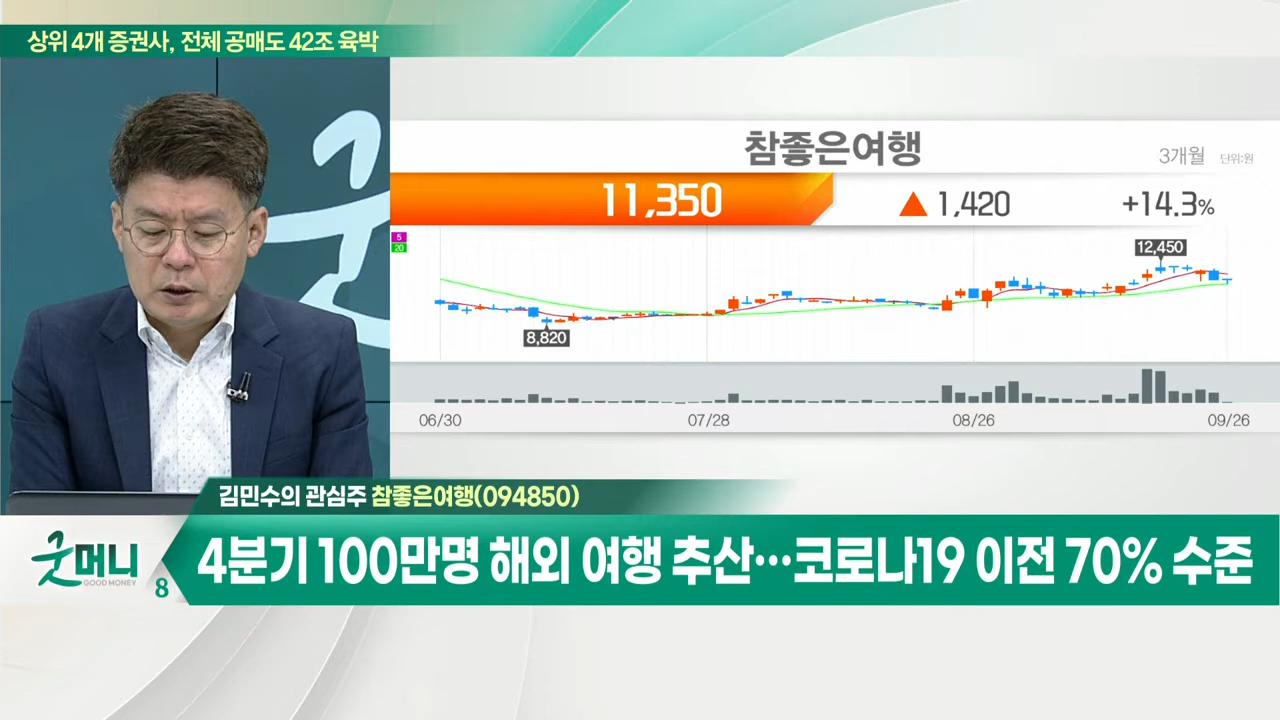 상위 4개 증권사, 전체 공매도 42조 육박
굿
참좋은여행
3개월 단위:원
11,350 ▲ 1,420 +14.3%
5
20
12,450
8,820
06/30 07/28 08/26 09/26
김민수의 관심주 참좋은여행(094850)
굿머니
GOOD MONEY
8
4분기 100만명 해외 여행 추산…코로나19 이전 70% 수준